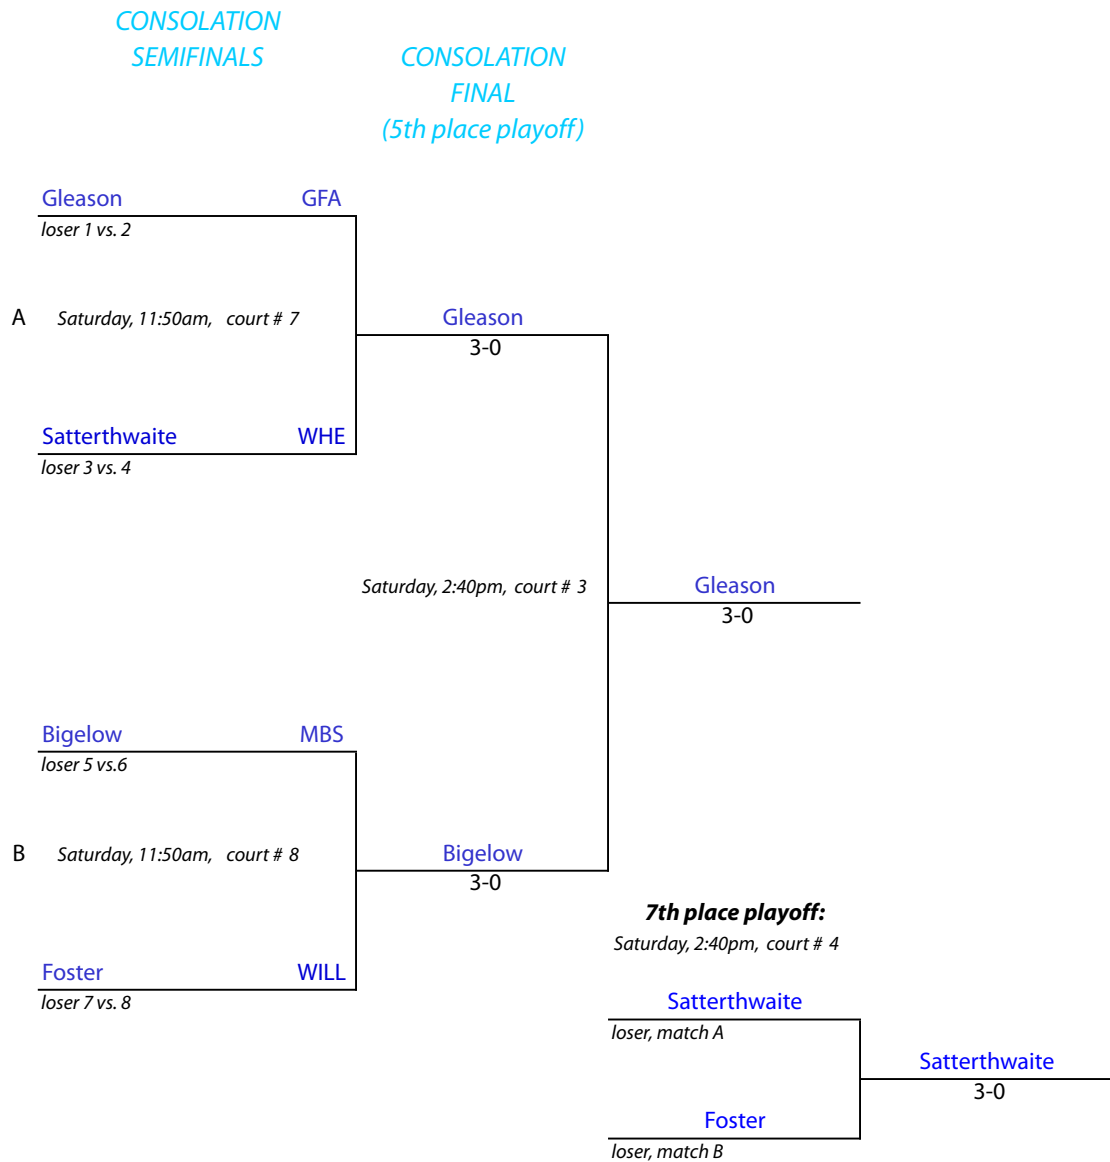 CONSOLATION
SEMIFINALS
CONSOLATION
FINAL
(5th place playoff)
Gleason GFA
loser 1 vs. 2
A Saturday, 11:50am, court # 7
Gleason
3-0
Satterthwaite WHE
loser 3 vs. 4
Saturday, 2:40pm, court # 3
Gleason
3-0
Bigelow MBS
loser 5 vs.6
B Saturday, 11:50am, court # 8
Bigelow
3-0
7th place playoff:
Saturday, 2:40pm, court # 4
Foster WILL
loser 7 vs. 8
Satterthwaite
loser, match A
Satterthwaite
3-0
Foster
loser, match B